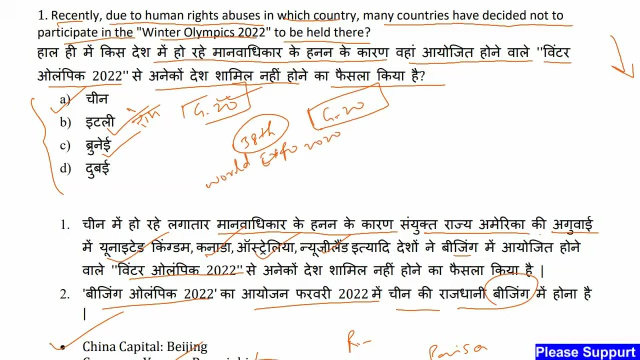 1. Recently, due to human rights abuses in which country, many countries have decided not to
participate in the "Winter Olympics 2022" to be held there?
हाल ही में किस देश में हो रहे मानवाधिकार के हनन के कारण वहां आयोजित होने वाले "विंटर
ओलंपिक 2022" से अनेकों देश शामिल नहीं होने का फैसला किया है?
a) चीन
b) इटली
c) ब्रुनेई
d) दुबई
G.20
G.20
38th
World Expo 2020
1. चीन में हो रहे लगातार मानवाधिकार के हनन के कारण संयुक्त राज्य अमेरिका की अगुवाई
में यूनाइटेड किंगडम, कनाडा, ऑस्ट्रेलिया, न्यूजीलैंड इत्यादि देशों ने बीजिंग में आयोजित होने
वाले "विंटर ओलंपिक 2022" से अनेकों देश शामिल नहीं होने का फैसला किया है |
2. 'बीजिंग ओलंपिक 2022' का आयोजन फरवरी 2022 में चीन की राजधानी बीजिंग में होना है
|
China Capital: Beijing
Please Support